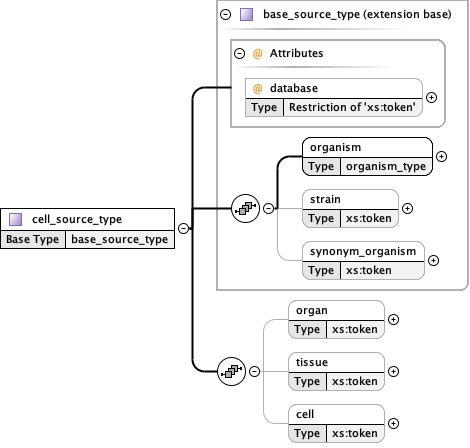 base_source_type (extension base)
@ Attributes
@ database
Type Restriction of 'xs:token'
organism
Type organism_type
strain
Type xs:token
synonym_organism
Type xs:token
cell_source_type
Base Type base_source_type
organ
Type xs:token
tissue
Type xs:token
cell
Type xs:token